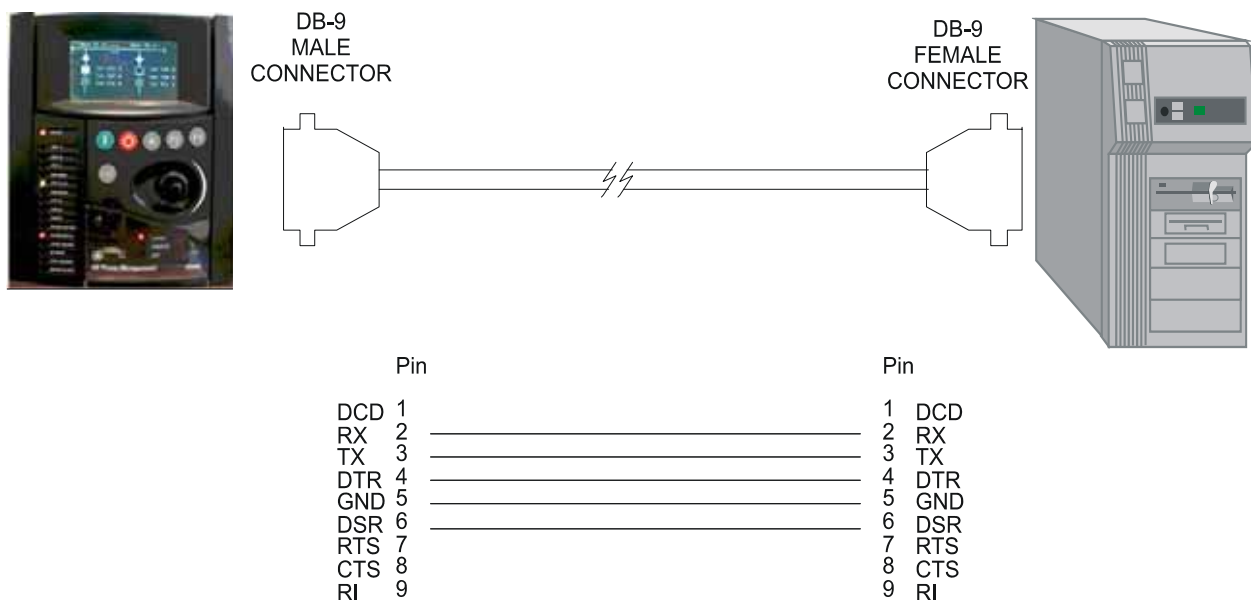 DB-9
MALE
CONNECTOR
DB-9
FEMALE
CONNECTOR
Pin
DCD 1
RX 2
TX 3
DTR 4
GND 5
DSR 6
RTS 7
CTS 8
RI 9
Pin
1 DCD
2 RX
3 TX
4 DTR
5 GND
6 DSR
7 RTS
8 CTS
9 RI